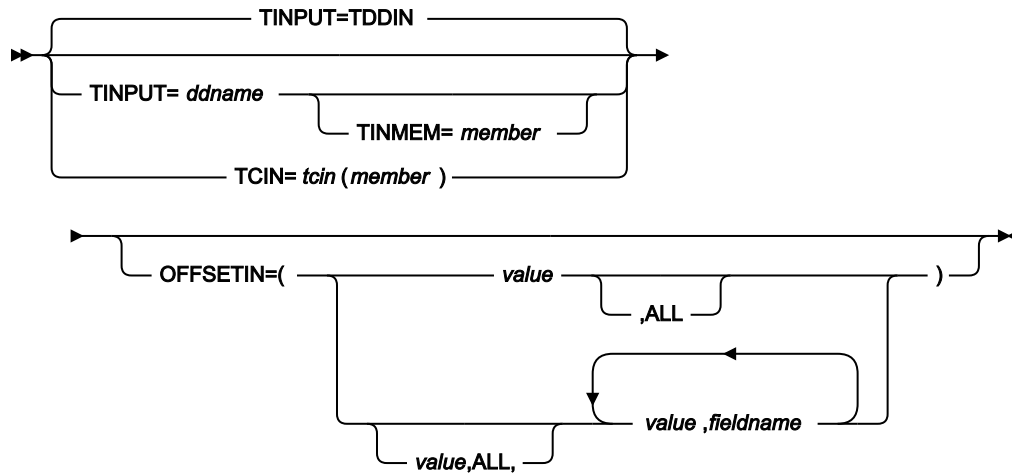 TINPUT=TDDIN
TINPUT= ddname
TINMEM= member
TCIN= tcin (member )
OFFSETIN=( value )
,ALL
value ,fieldname
value,ALL,